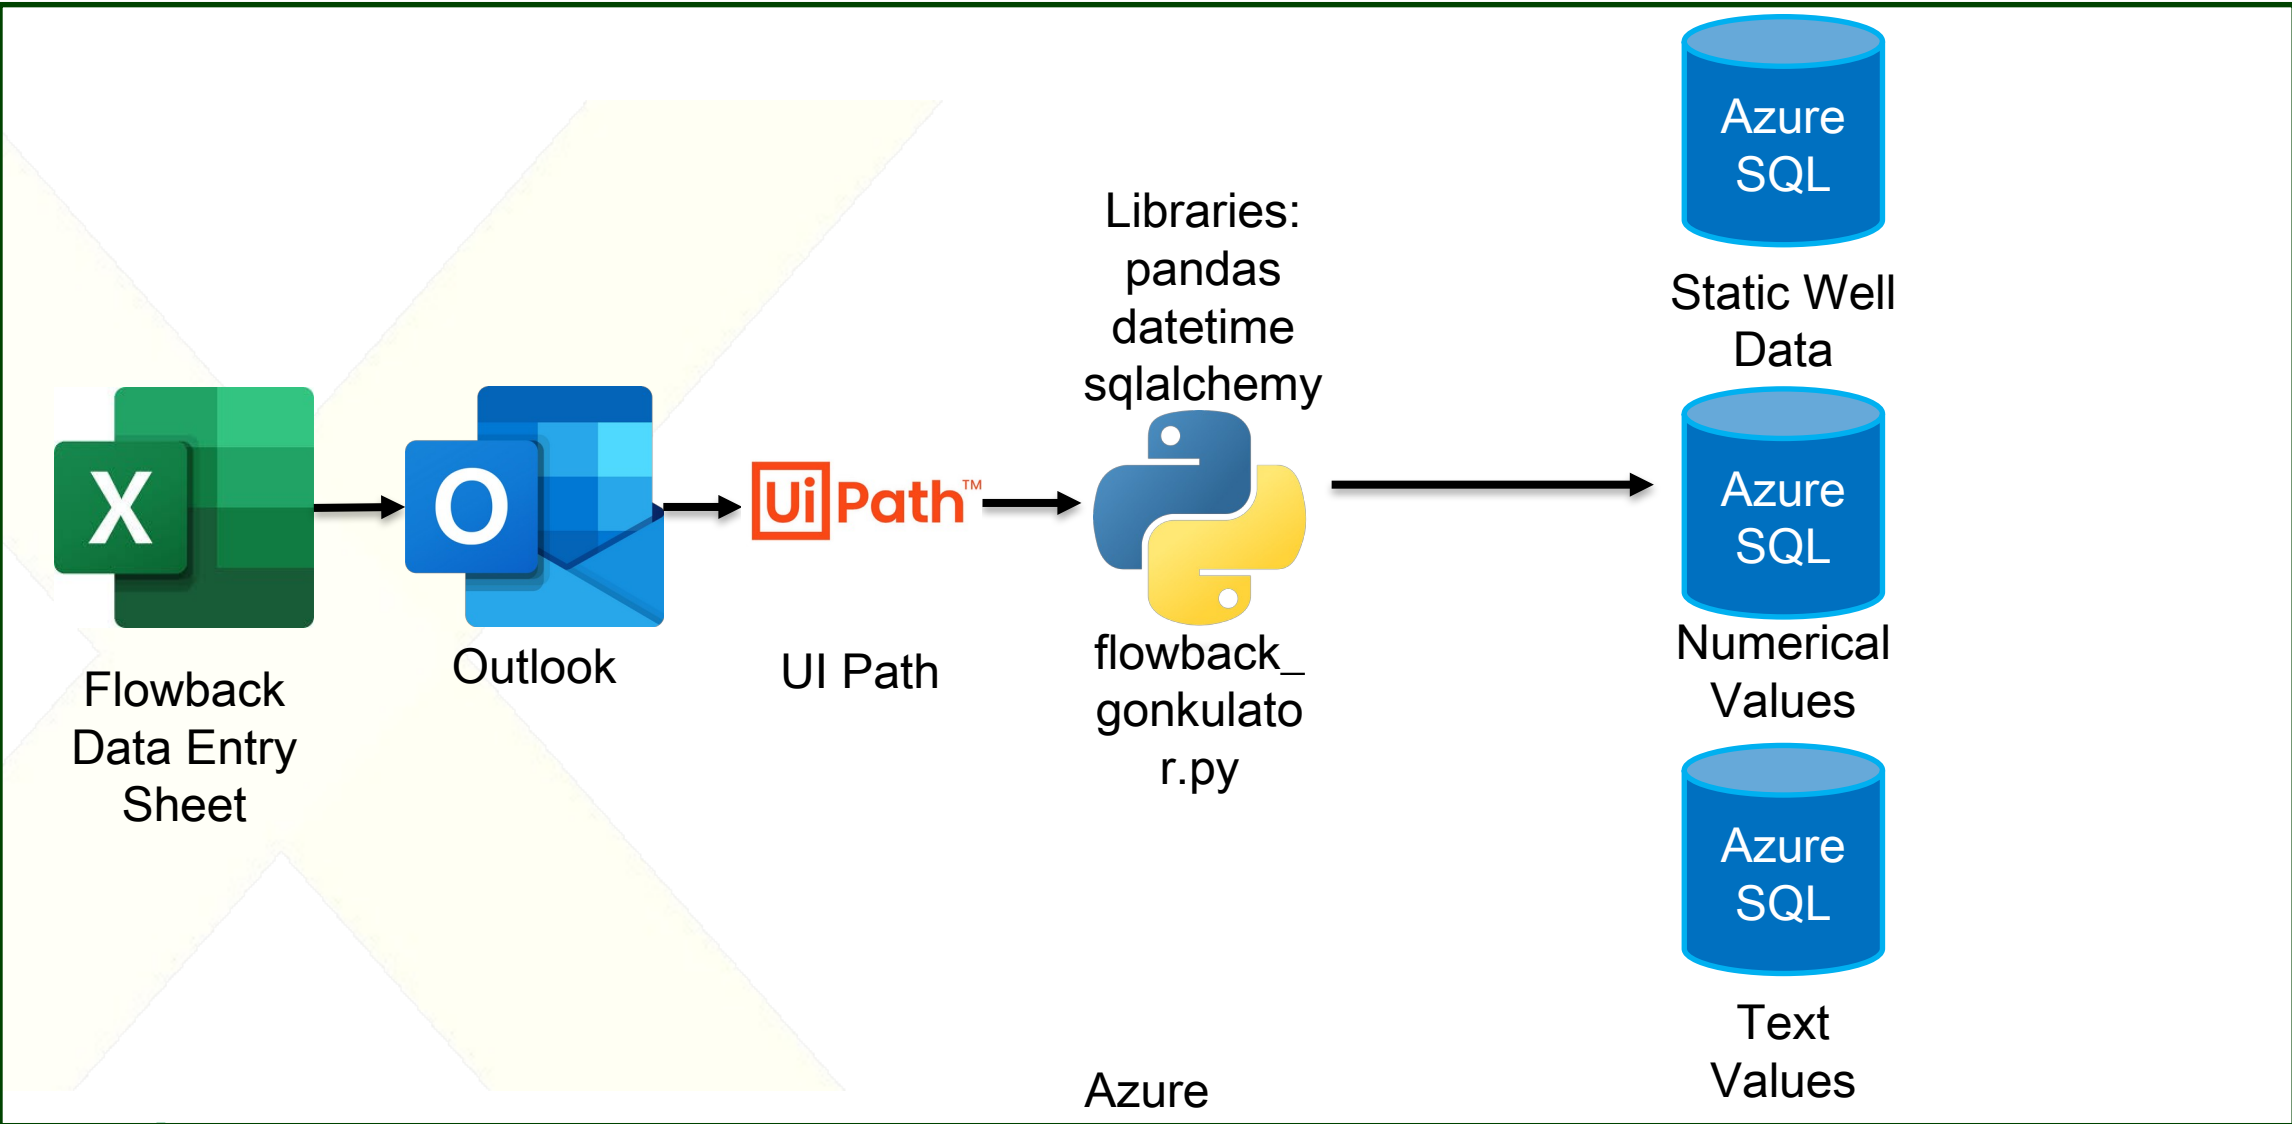 X
Flowback
Data Entry
Sheet
O
Outlook
UiPath™
UI Path
Libraries:
pandas
datetime
sqlalchemy
flowback_
gonkulato
r.py
Azure
SQL
Static Well
Data
Azure
SQL
Numerical
Values
Azure
SQL
Text
Values
Azure